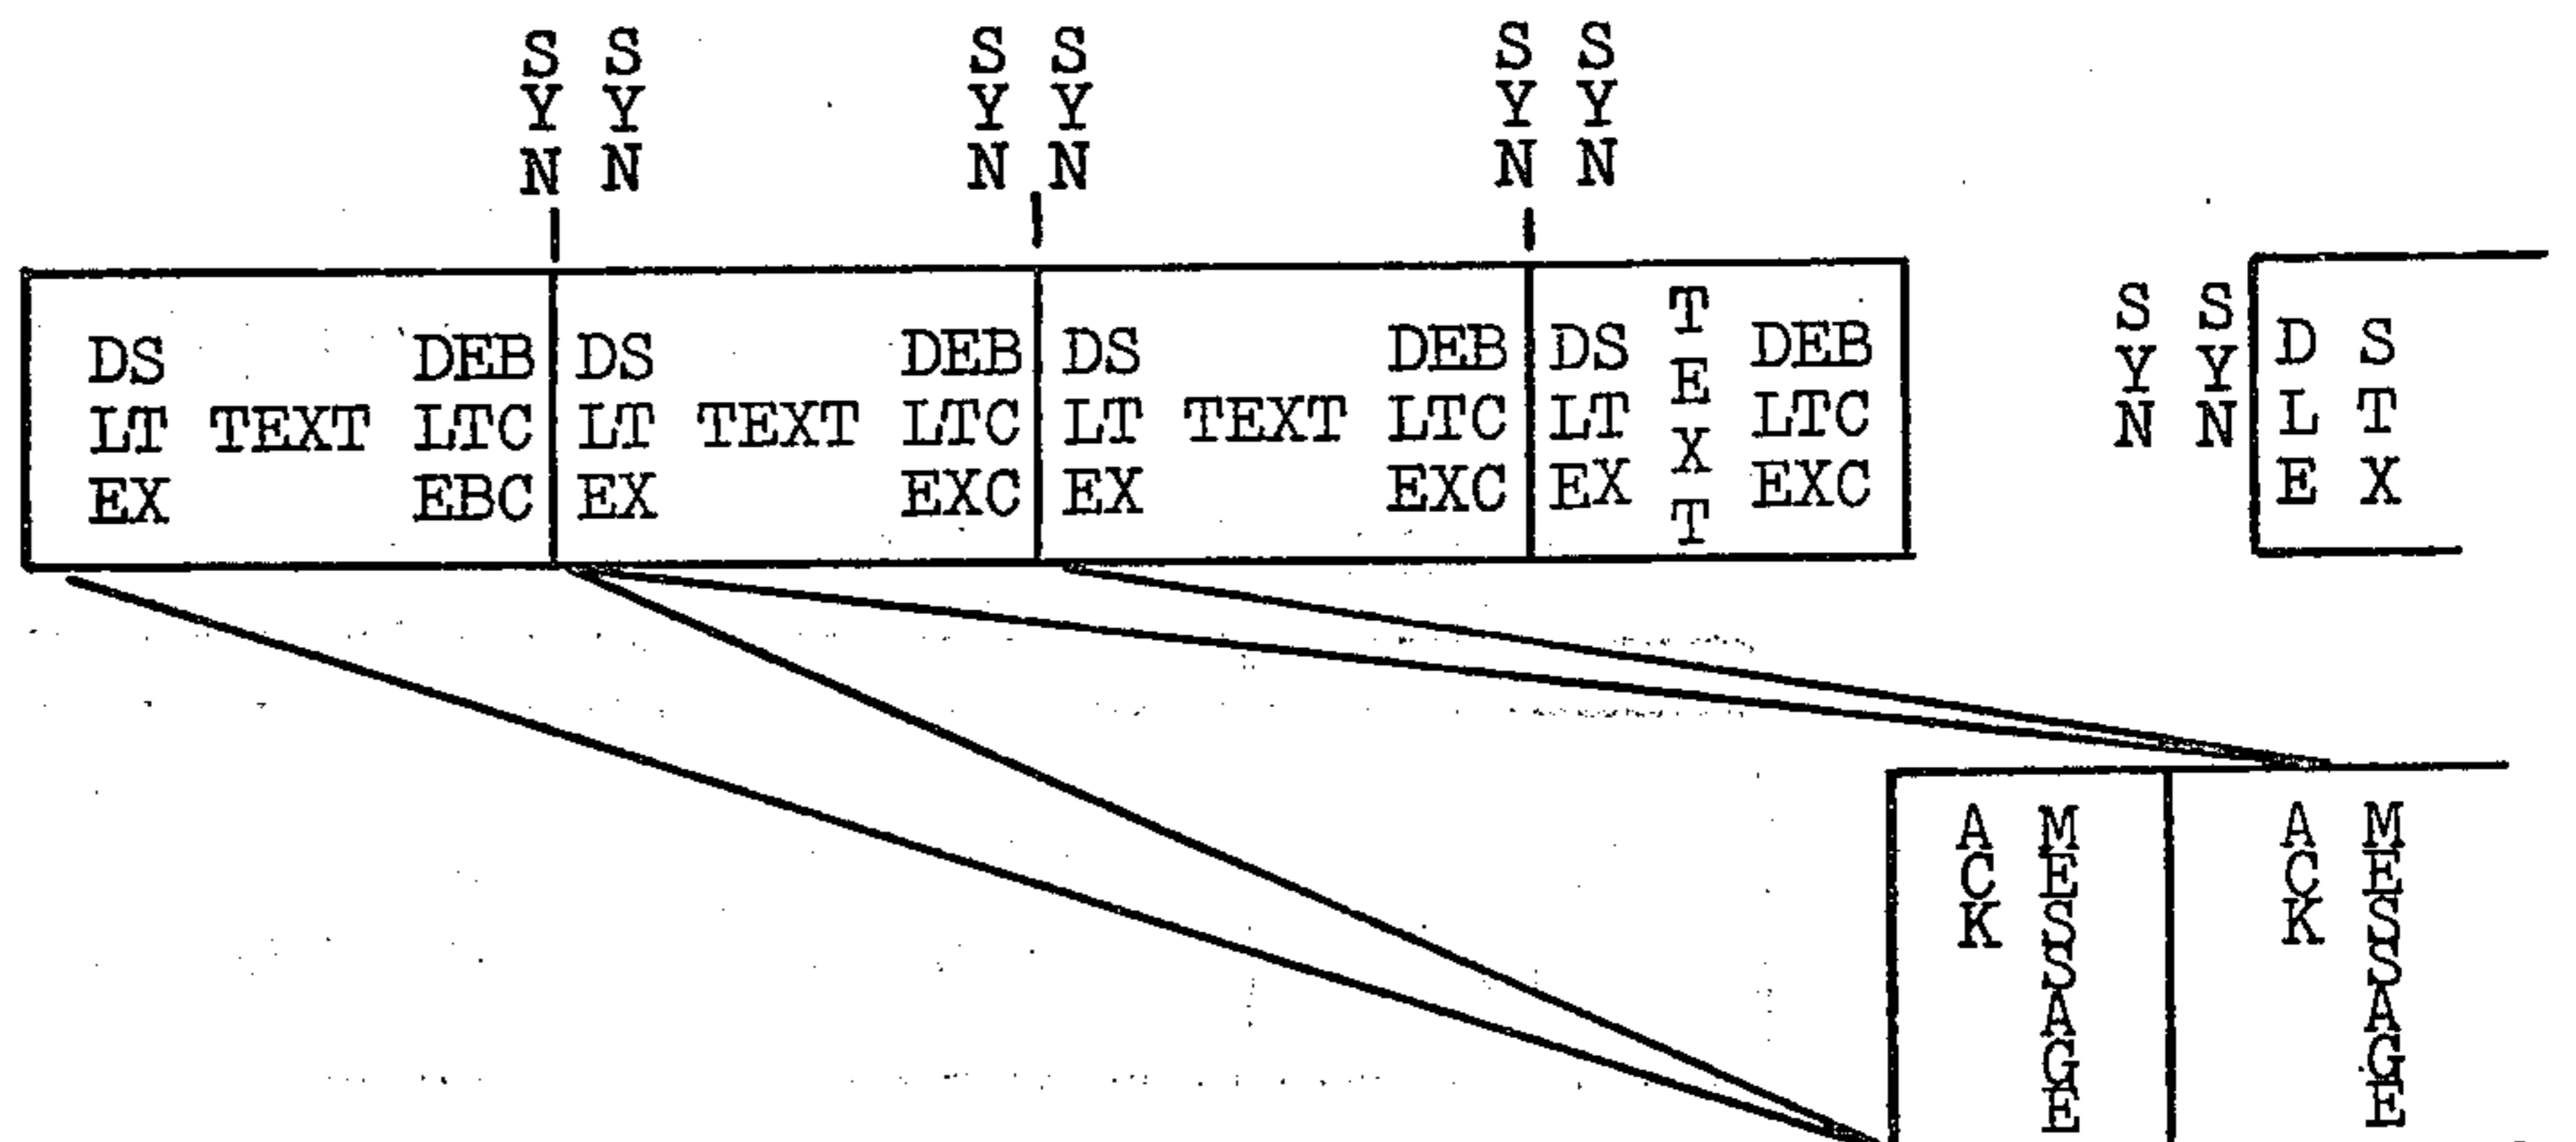 S S S S S S
Y Y Y Y Y Y
N N N N N N
DS DEB DS DEB DS DEB DS T DEB S S D S
LT TEXT LTC LT TEXT LTC LT TEXT LTC LT E LTC Y Y L T
EX EBC EX EXC EX EXC EX X EXC N N E X
T
A M A M
C E C E
K S K S
S S
A A
G G
E E